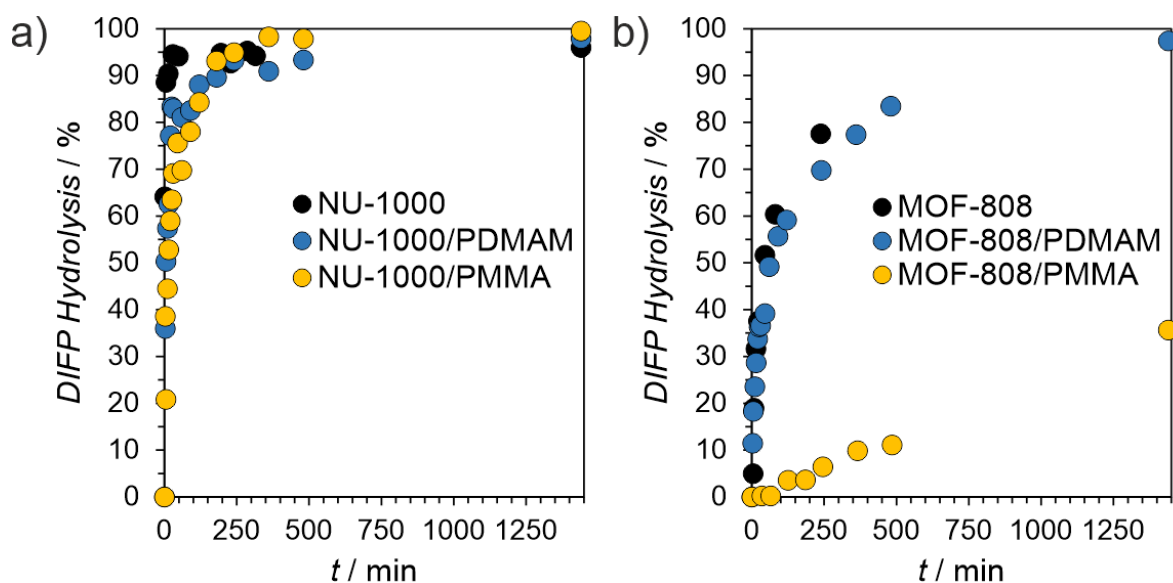 a)
DIFP Hydrolysis / %
100
90
80
70
60
50
40
30
20
10
0
NU-1000
NU-1000/PDMAM
NU-1000/PMMA
0 250 500 750 1000 1250
t / min
b)
DIFP Hydrolysis / %
100
90
80
70
60
50
40
30
20
10
0
MOF-808
MOF-808/PDMAM
MOF-808/PMMA
0 250 500 750 1000 1250
t / min